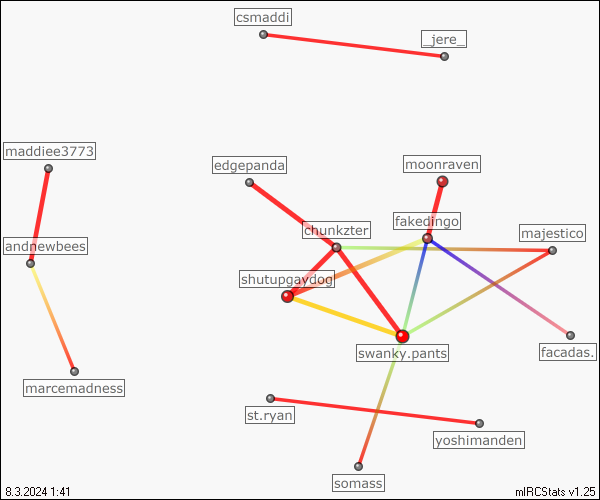 csmaddi
_jere_
maddiee3773
edgepanda
moonraven
chunkzter
fakedingo
majestico
andnewbees
shutupgaydog
swanky.pants
facadas.
marcemadness
st.ryan
yoshimanden
somass
8.3.2024 1:41
mIRCStats v1.25